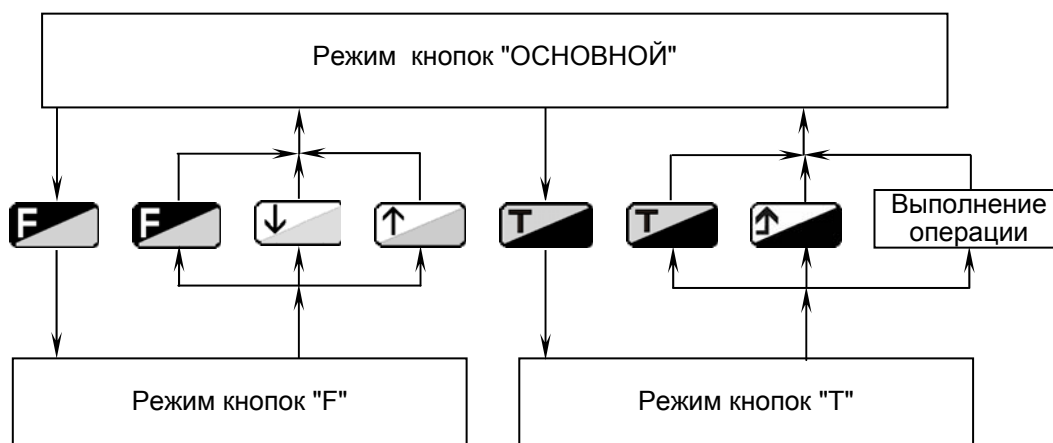 Режим кнопок "ОСНОВНОЙ"
F
F
T
T
Выполнение
операции
Режим кнопок "F"
Режим кнопок "T"